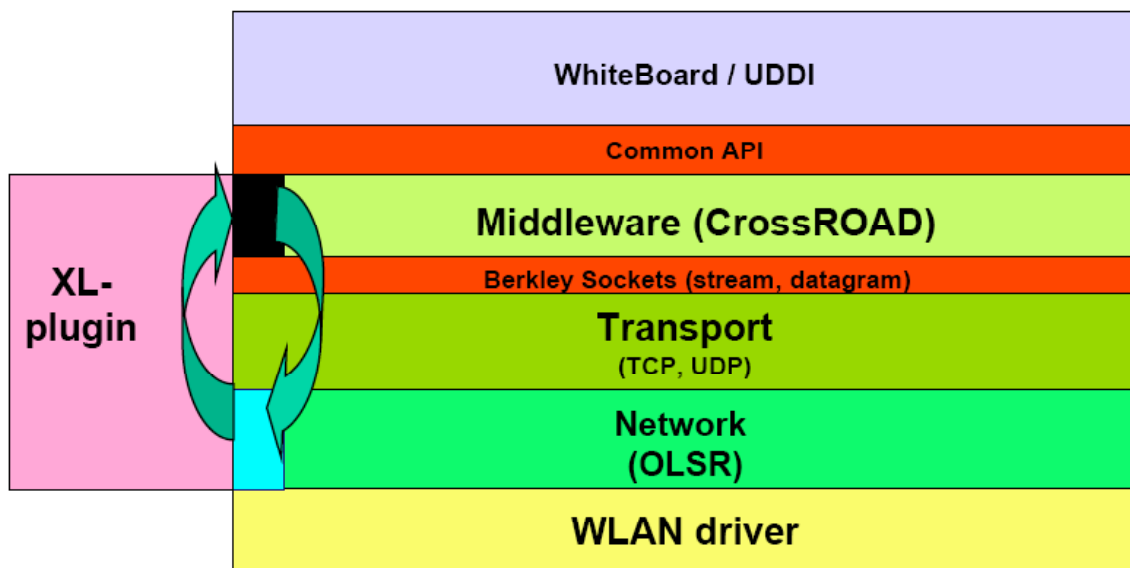 WhiteBoard / UDDI
Common API
Middleware (CrossROAD)
XL-
plugin
Berkley Sockets (stream, datagram)
Transport
(TCP, UDP)
Network
(OLSR)
WLAN driver